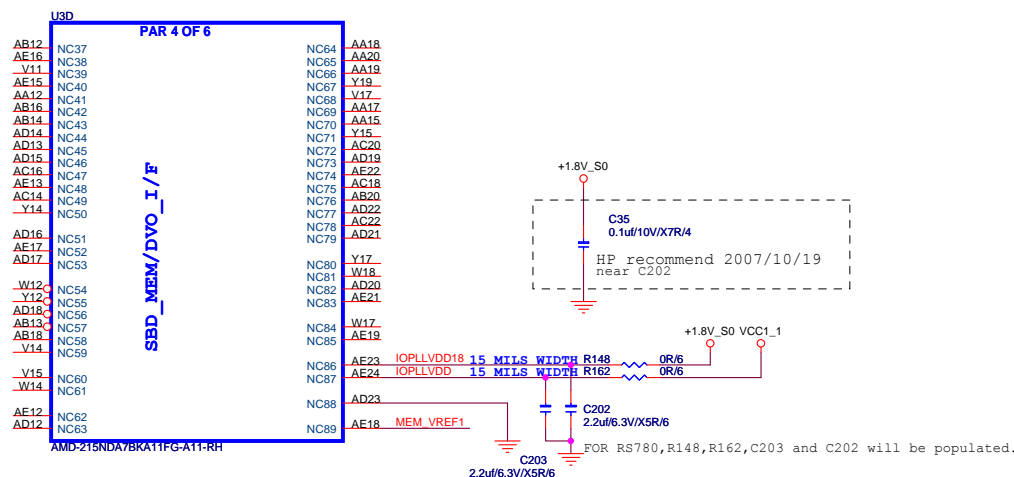 U3D
PAR 4 OF 6
SBD_MEM/DVO_I/F
AB12 NC37
AE16 NC38
V11 NC39
AE15 NC40
AA12 NC41
AB16 NC42
AB14 NC43
AD14 NC44
AD13 NC45
AD15 NC46
AC16 NC47
AE13 NC48
AC14 NC49
Y14 NC50
AD16 NC51
AE17 NC52
AD17 NC53
W12 NC54
Y12 NC55
AD18 NC56
AB13 NC57
AB18 NC58
V14 NC59
V15 NC60
W14 NC61
AE12 NC62
AD12 NC63
NC64 AA18
NC65 AA20
NC66 AA19
NC67 Y19
NC68 V17
NC69 AA17
NC70 AA15
NC71 Y15
NC72 AC20
NC73 AD19
NC74 AE22
NC75 AC18
NC76 AB20
NC77 AD22
NC78 AC22
NC79 AD21
NC80 Y17
NC81 W18
NC82 AD20
NC83 AE21
NC84 W17
NC85 AE19
NC86 AE23 IOPLLVDD18 15 MILS WIDTH R148 0R/6
NC87 AE24 IOPLLVDD 15 MILS WIDTH R162 0R/6
NC88 AD23
NC89 AE18 MEM_VREF1
AMD-215NDA7BKA11FG-A11-RH
+1.8V_S0
C35
0.1uf/10V/X7R/4
HP recommend 2007/10/19
near C202
+1.8V_S0 VCC1_1
C202
2.2uf/6.3V/X5R/6
C203
2.2uf/6.3V/X5R/6
FOR RS780,R148,R162,C203 and C202 will be populated.